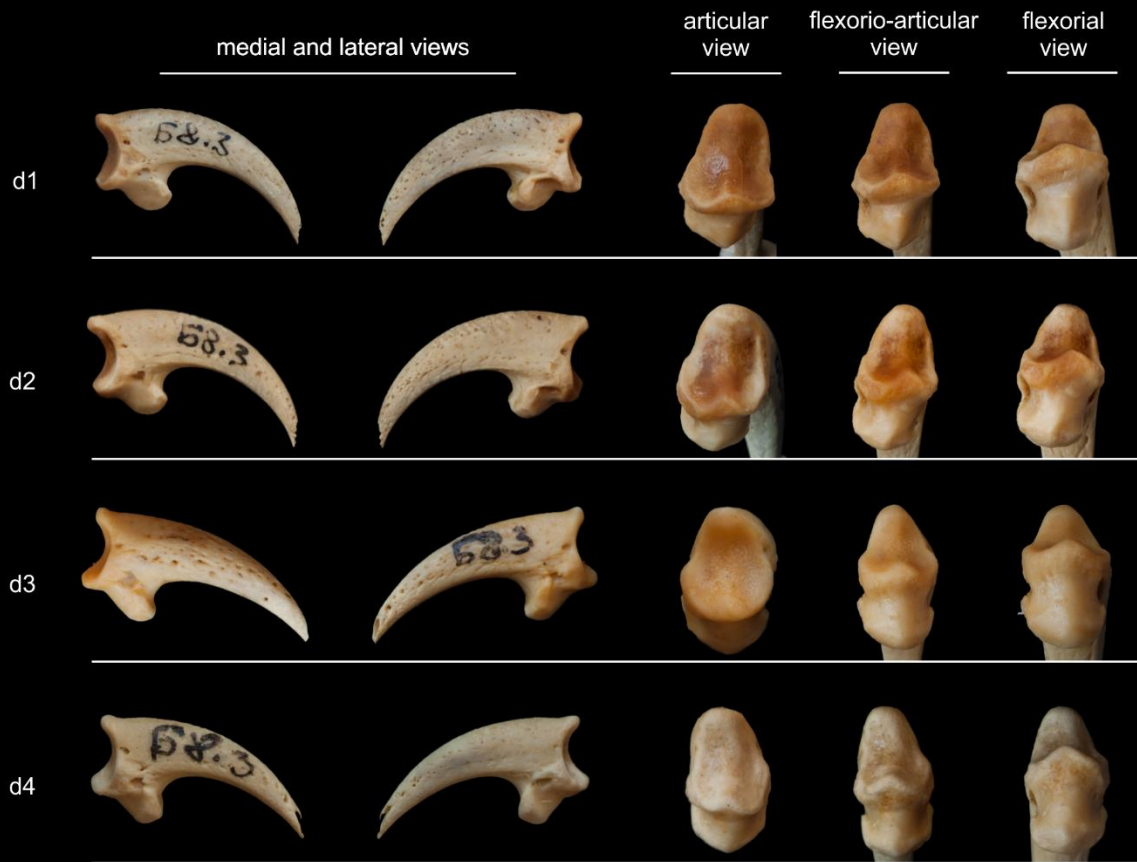 medial and lateral views
articular
view
flexorio-articular
view
flexorial
view
d1
Б8.3
d2
Б8.3
d3
Б8.3
d4
Б8.3